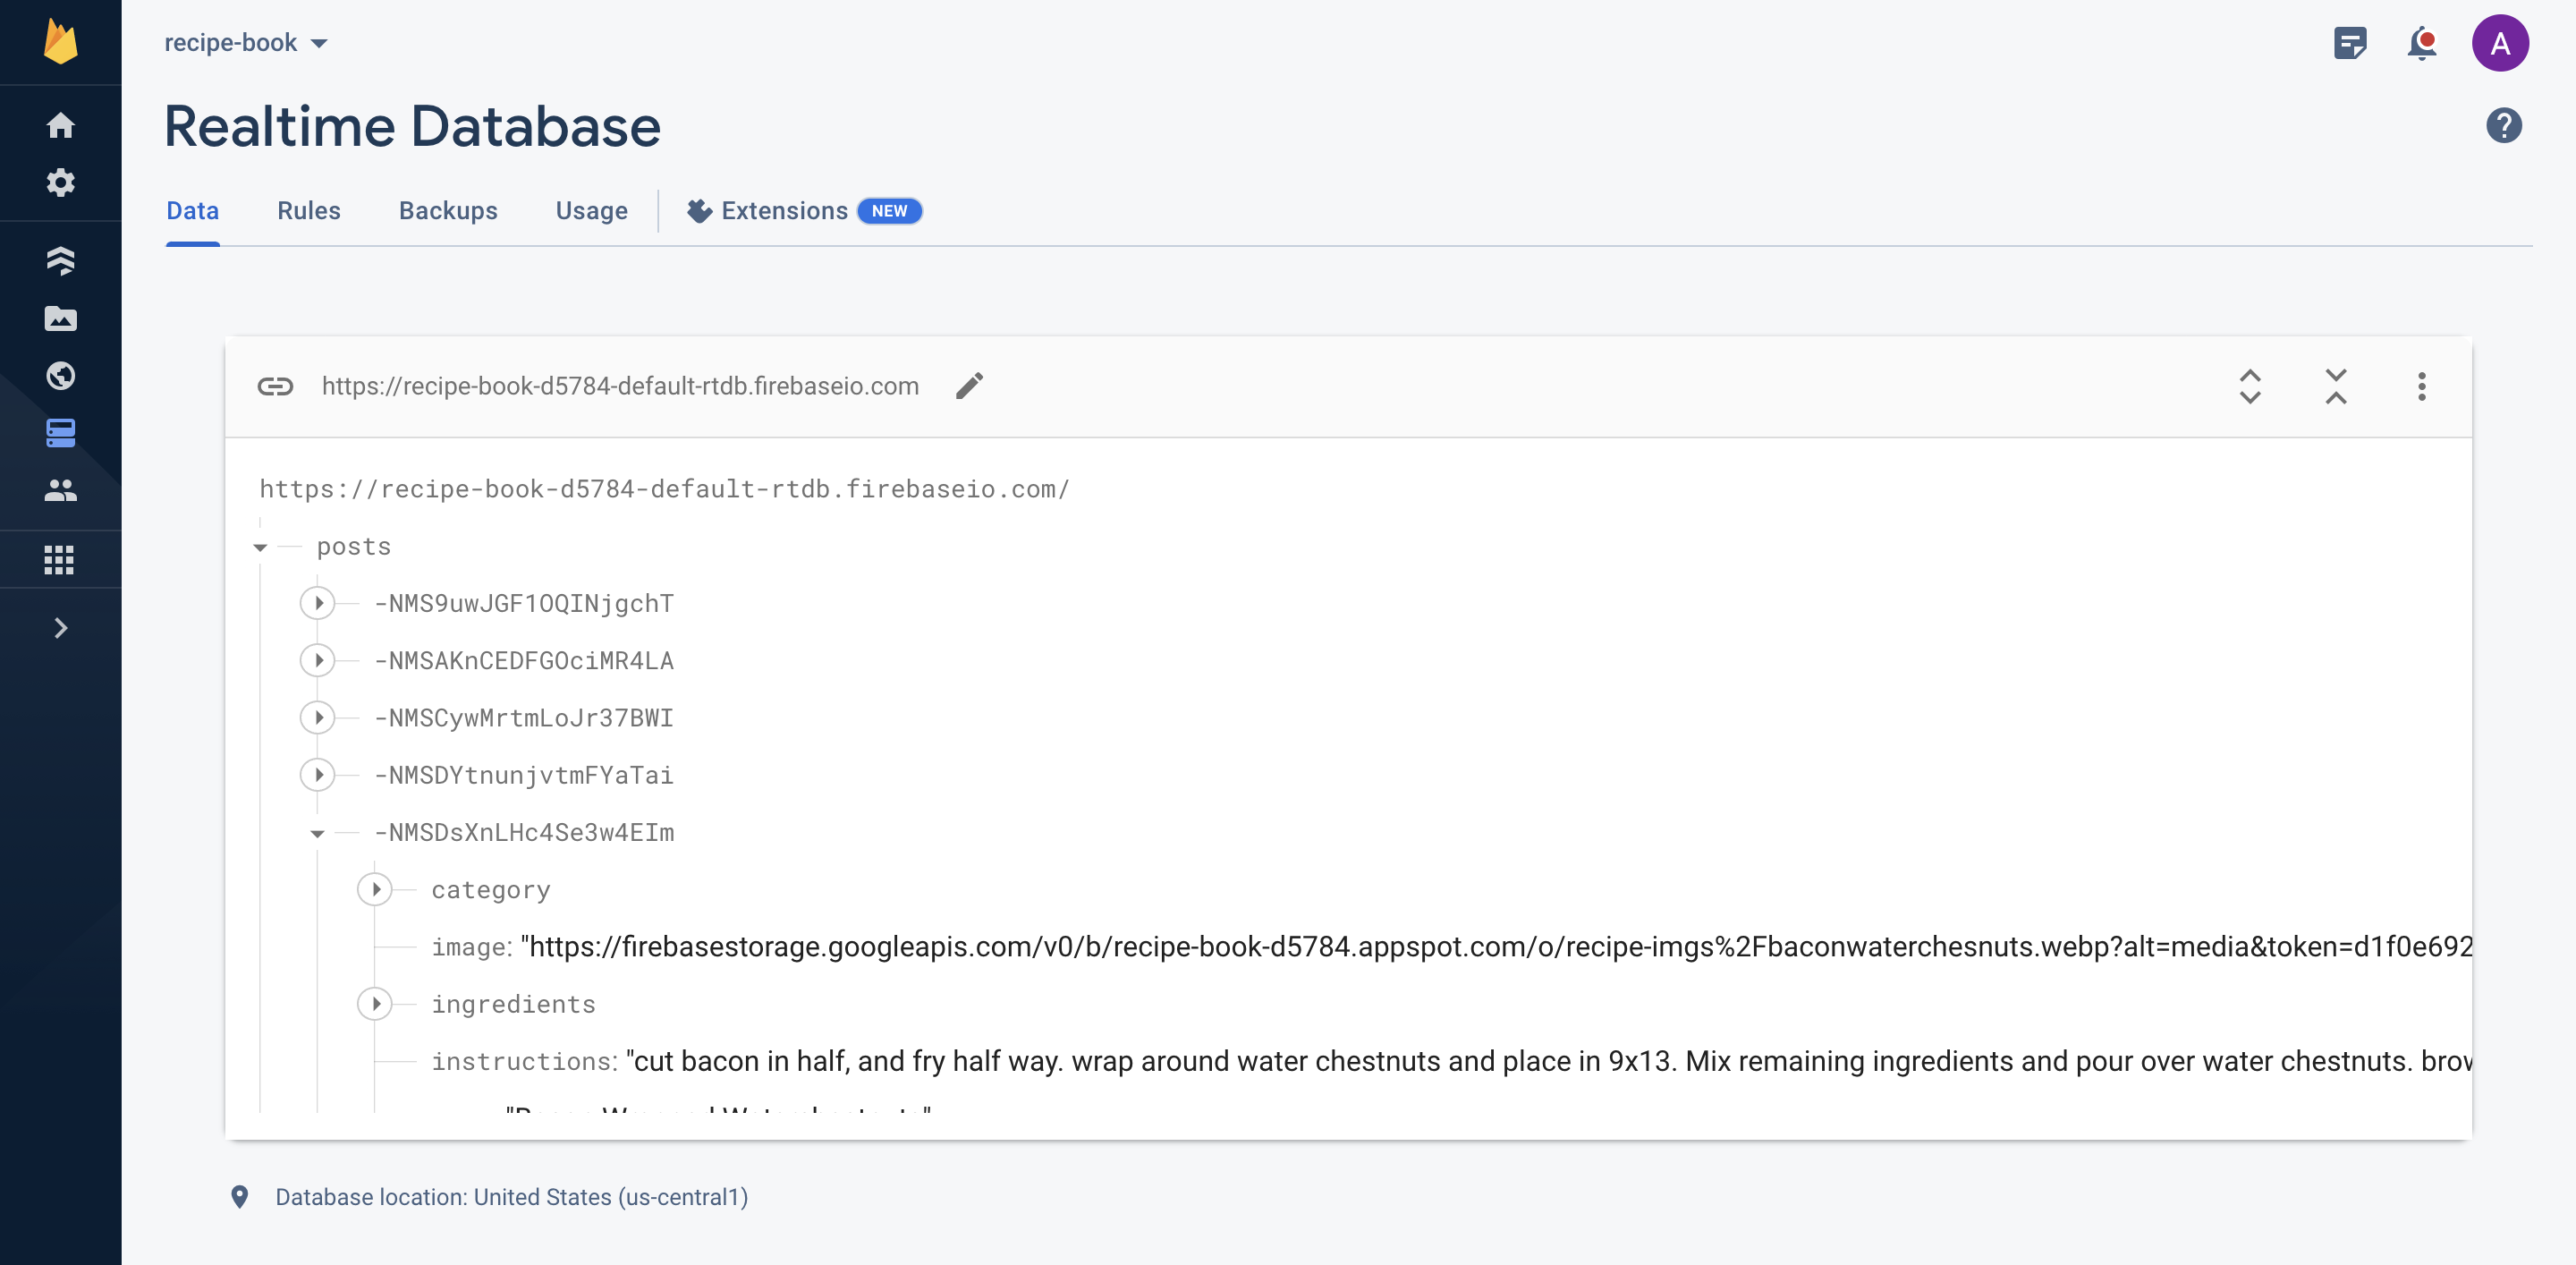 recipe-book
A
Realtime Database
?
Data Rules Backups Usage Extensions NEW
https://recipe-book-d5784-default-rtdb.firebaseio.com
https://recipe-book-d5784-default-rtdb.firebaseio.com/
posts
-NMS9uwJGF1OQINjgchT
-NMSAKnCEDFGOciMR4LA
-NMSCywMrtmLoJr37BWI
-NMSDYtnunjvtmFYaTai
-NMSDsXnLHc4Se3w4EIm
category
image: "https://firebasestorage.googleapis.com/v0/b/recipe-book-d5784.appspot.com/o/recipe-imgs%2Fbaconwaterchesnuts.webp?alt=media&token=d1f0e692
ingredients
instructions: "cut bacon in half, and fry half way. wrap around water chestnuts and place in 9x13. Mix remaining ingredients and pour over water chestnuts.
Database location: United States (us-central1)